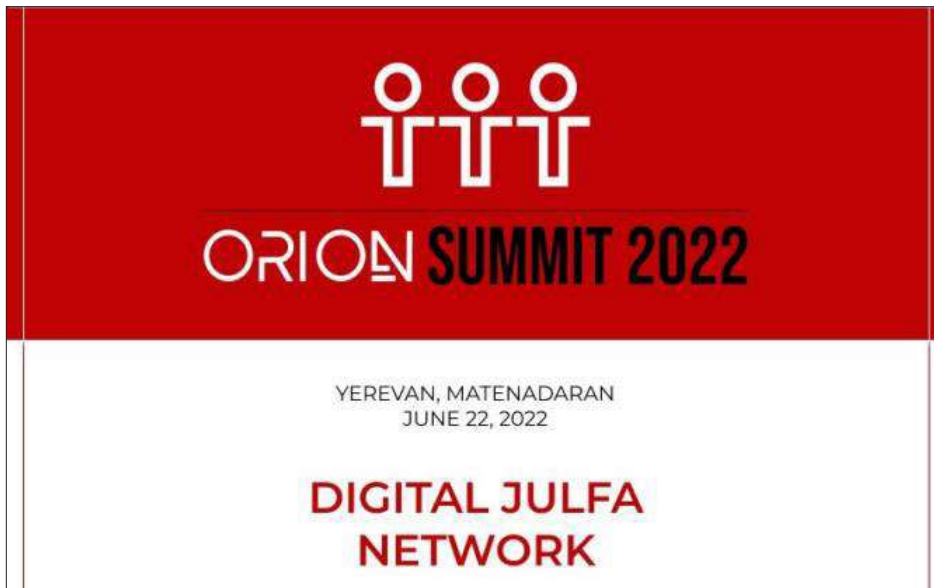 ORION SUMMIT 2022
YEREVAN, MATENADARAN
JUNE 22, 2022
DIGITAL JULFA
NETWORK